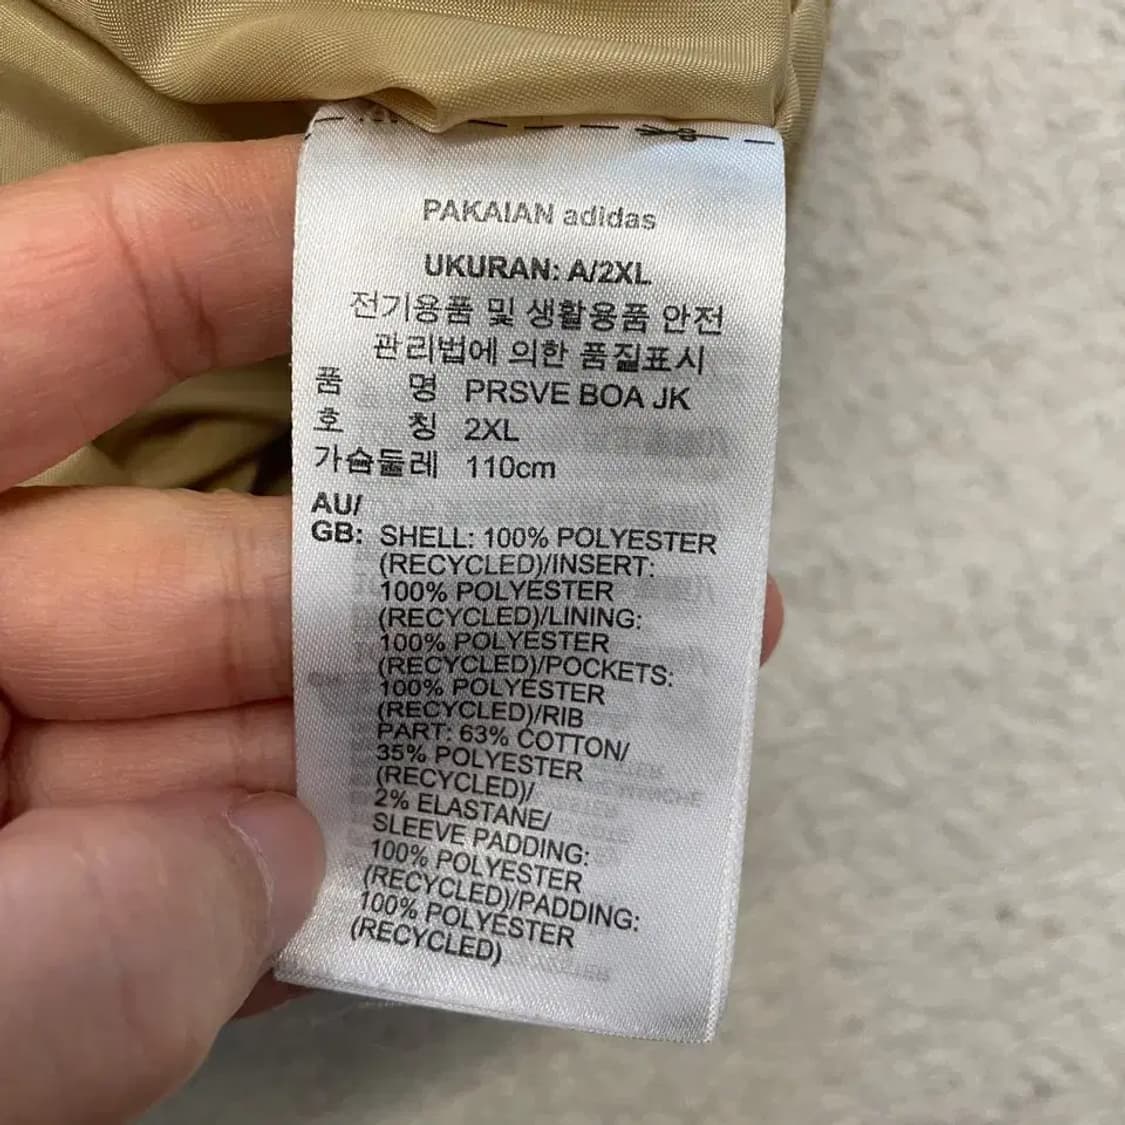 PAKAIAN adidas
UKURAN: A/2XL
전기용품 및 생활용품 안전
관리법에 의한 품질표시
품 명 PRSVE BOA JK
호 칭 2XL
가슴둘레 110cm
AU/
GB: SHELL: 100% POLYESTER
(RECYCLED)/INSERT:
100% POLYESTER
(RECYCLED)/LINING:
100% POLYESTER
(RECYCLED)/POCKETS:
100% POLYESTER
(RECYCLED)/RIB
PART: 63% COTTON/
35% POLYESTER
(RECYCLED)/
2% ELASTANE/
SLEEVE PADDING:
100% POLYESTER
(RECYCLED)/PADDING:
100% POLYESTER
(RECYCLED)